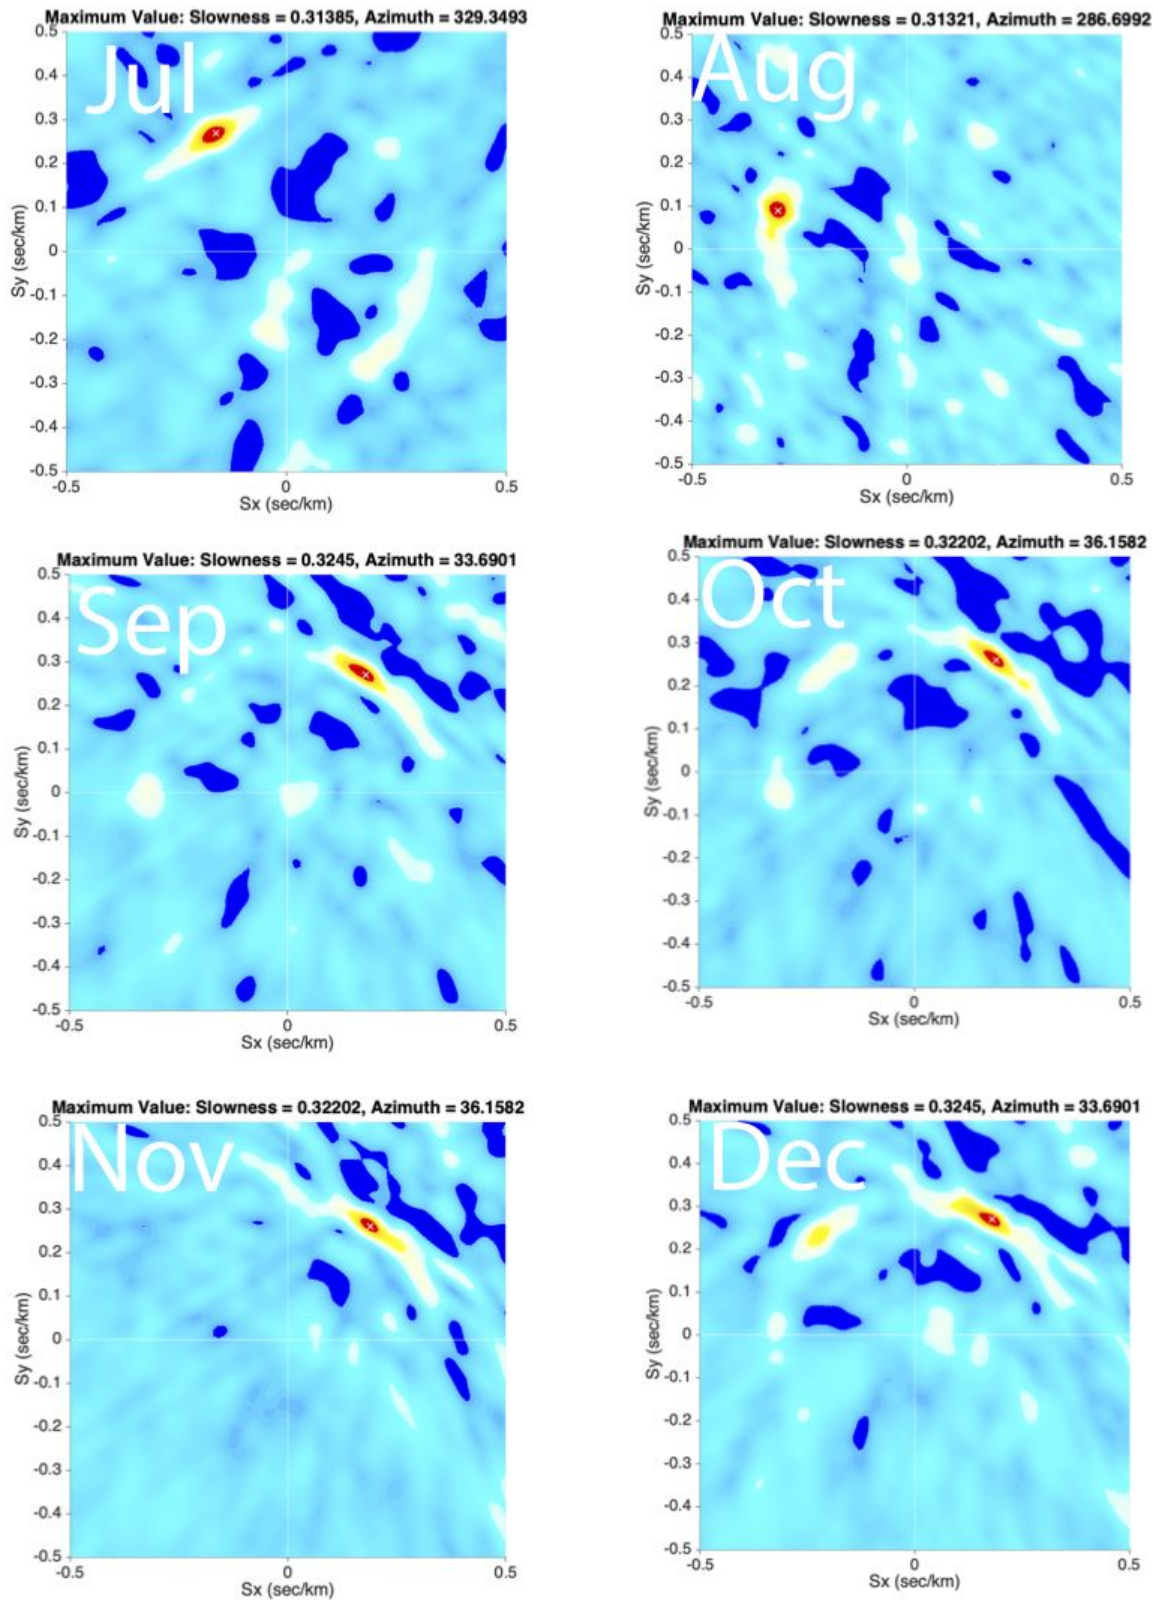 Maximum Value: Slowness = 0.31385, Azimuth = 329.3493
Jul
0.5
0.4
0.3
0.2
0.1
0
-0.1
-0.2
-0.3
-0.4
-0.5
Sy (sec/km)
-0.5 0 0.5
Sx (sec/km)
Maximum Value: Slowness = 0.31321, Azimuth = 286.6992
Aug
0.5
0.4
0.3
0.2
0.1
0
-0.1
-0.2
-0.3
-0.4
-0.5
Sy (sec/km)
-0.5 0 0.5
Sx (sec/km)
Maximum Value: Slowness = 0.3245, Azimuth = 33.6901
Sep
0.5
0.4
0.3
0.2
0.1
0
-0.1
-0.2
-0.3
-0.4
-0.5
Sy (sec/km)
-0.5 0 0.5
Sx (sec/km)
Maximum Value: Slowness = 0.32202, Azimuth = 36.1582
Oct
0.5
0.4
0.3
0.2
0.1
0
-0.1
-0.2
-0.3
-0.4
-0.5
Sy (sec/km)
-0.5 0 0.5
Sx (sec/km)
Maximum Value: Slowness = 0.32202, Azimuth = 36.1582
Nov
0.5
0.4
0.3
0.2
0.1
0
-0.1
-0.2
-0.3
-0.4
-0.5
Sy (sec/km)
-0.5 0 0.5
Sx (sec/km)
Maximum Value: Slowness = 0.3245, Azimuth = 33.6901
Dec
0.5
0.4
0.3
0.2
0.1
0
-0.1
-0.2
-0.3
-0.4
-0.5
Sy (sec/km)
-0.5 0 0.5
Sx (sec/km)